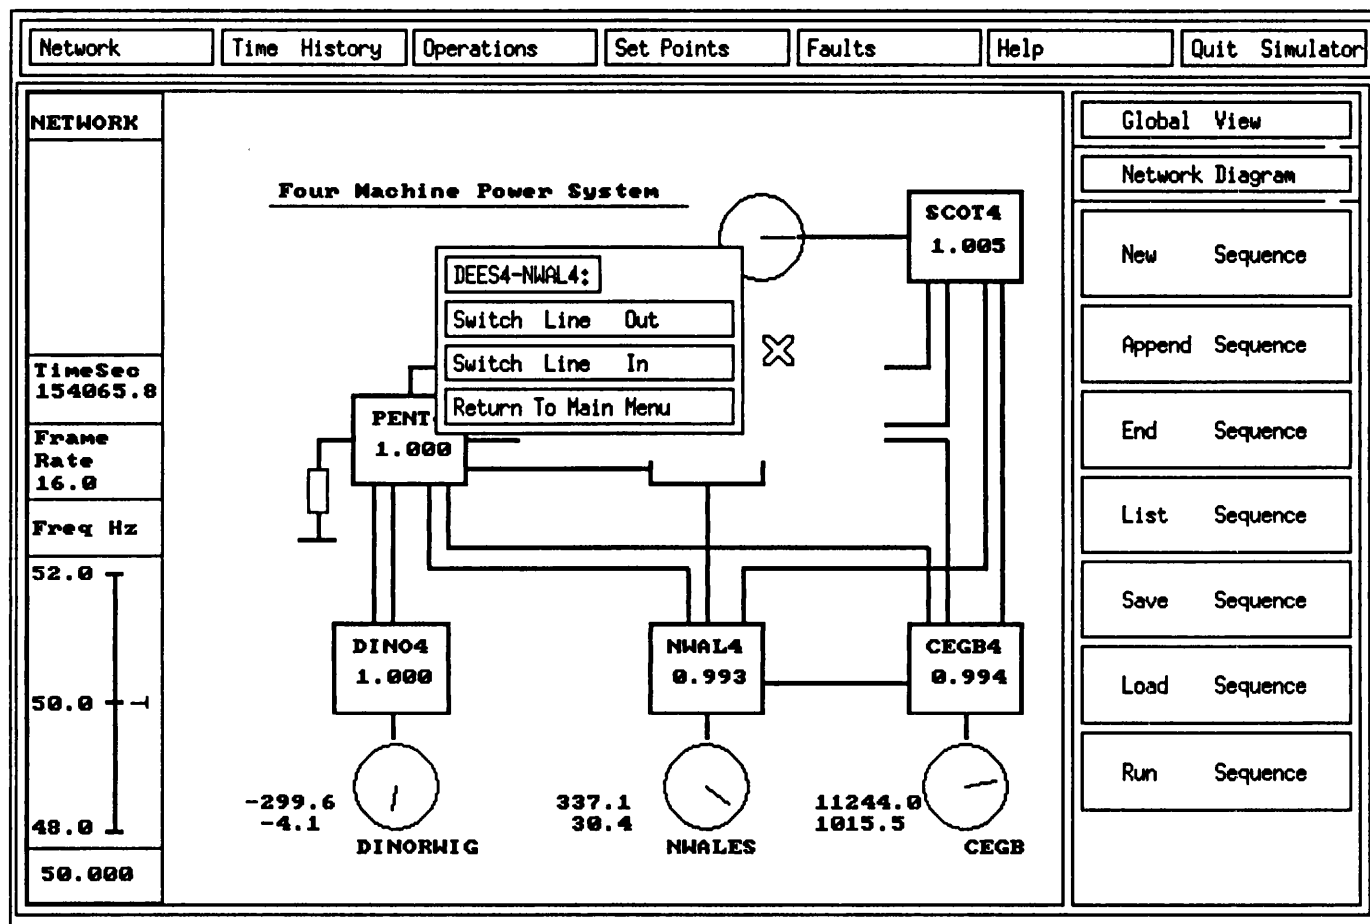 Network Time History Operations Set Points Faults Help Quit Simulator
NETWORK
TimeSec
154065.8
Frame
Rate
16.0
Freq Hz
52.0
50.0
48.0
50.000
Four Machine Power System
SCOT4
1.005
DEES4-NWAL4:
Switch Line Out
Switch Line In
Return To Main Menu
PENT
1.000
DINO4
1.000
NWAL4
0.993
CEGB4
0.994
-299.6
-4.1
DINORWIG
337.1
30.4
NWALES
11244.0
1015.5
CEGB
Global View
Network Diagram
New Sequence
Append Sequence
End Sequence
List Sequence
Save Sequence
Load Sequence
Run Sequence